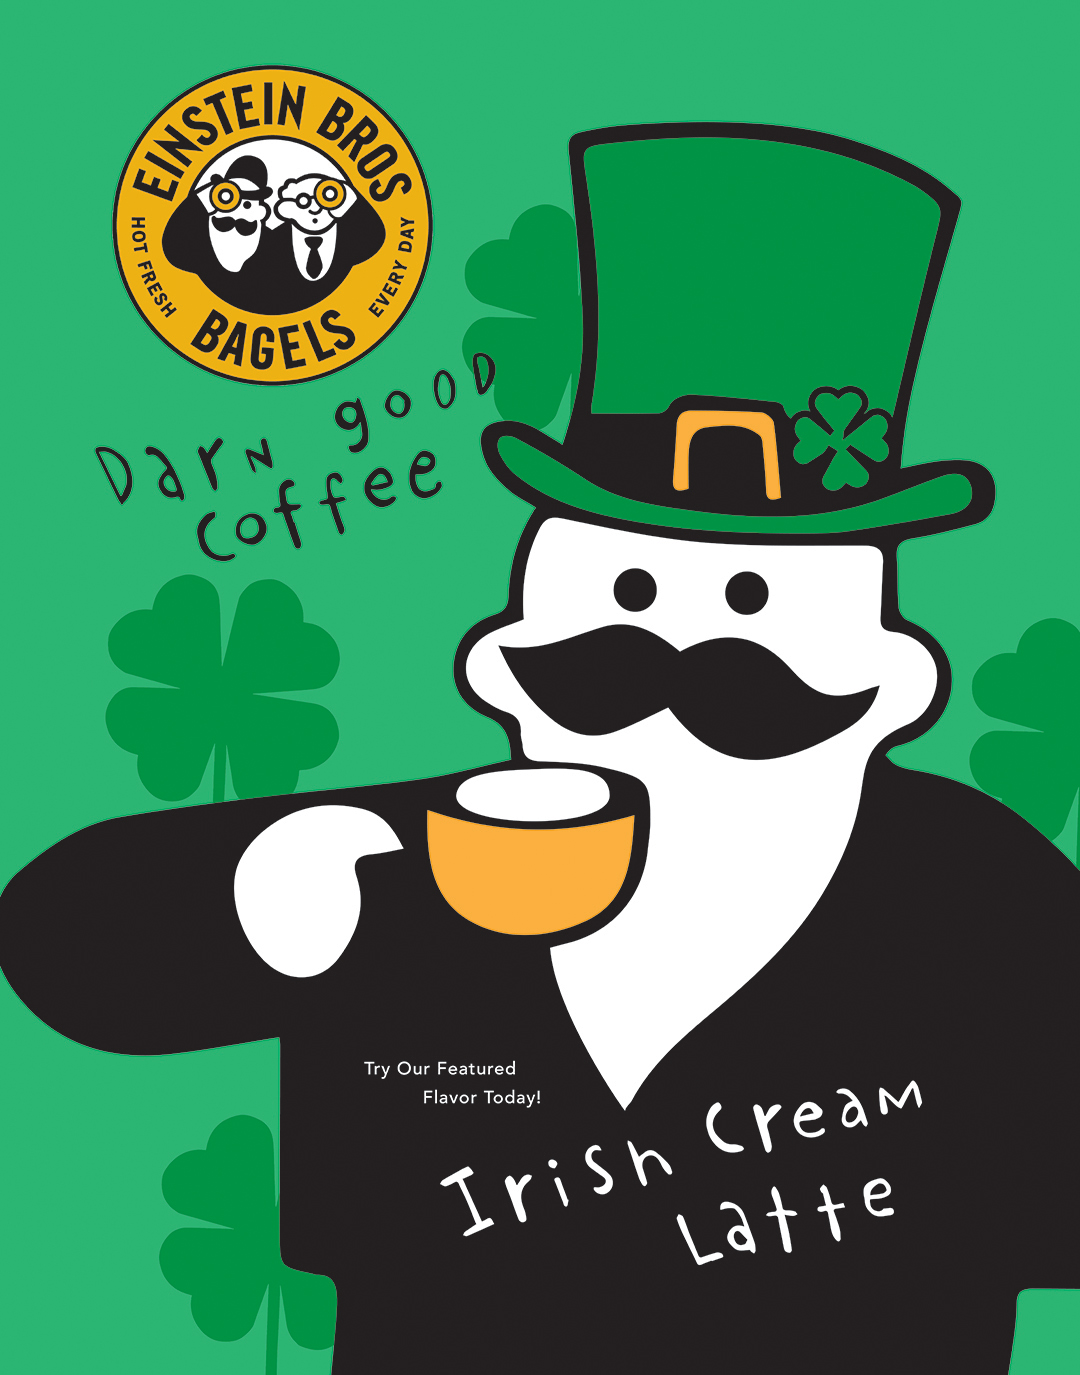 EINSTEIN BROS
HOT FRESH
EVERY DAY
BAGELS
Darn good
coffee
Try Our Featured
Flavor Today!
Irish Cream
Latte